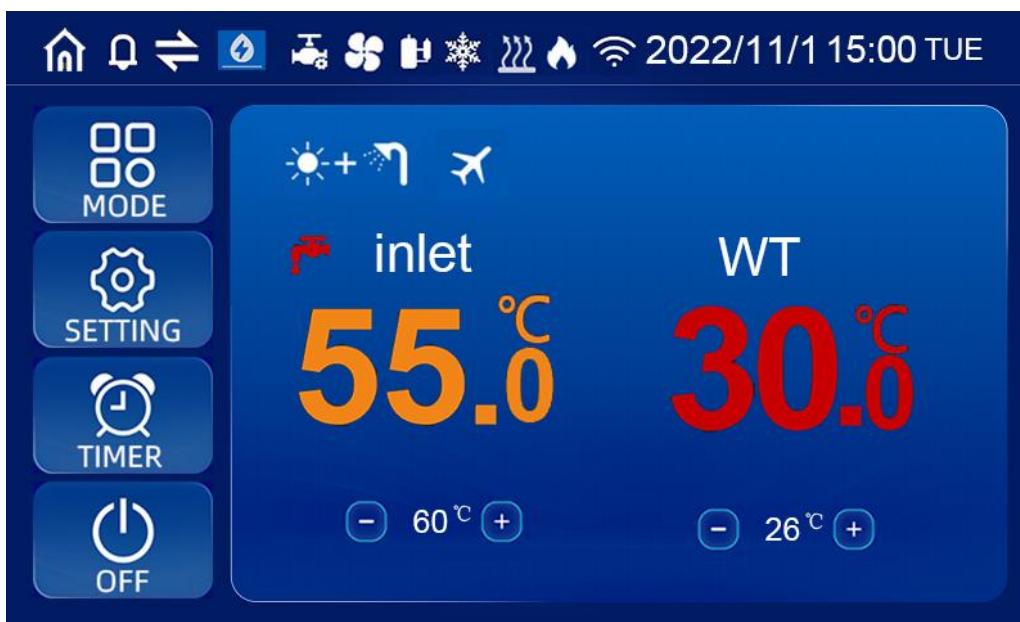 2022/11/1 15:00 TUE
MODE
SETTING
TIMER
OFF
inlet
WT
55.0℃
30.0℃
- 60℃ +
- 26℃ +